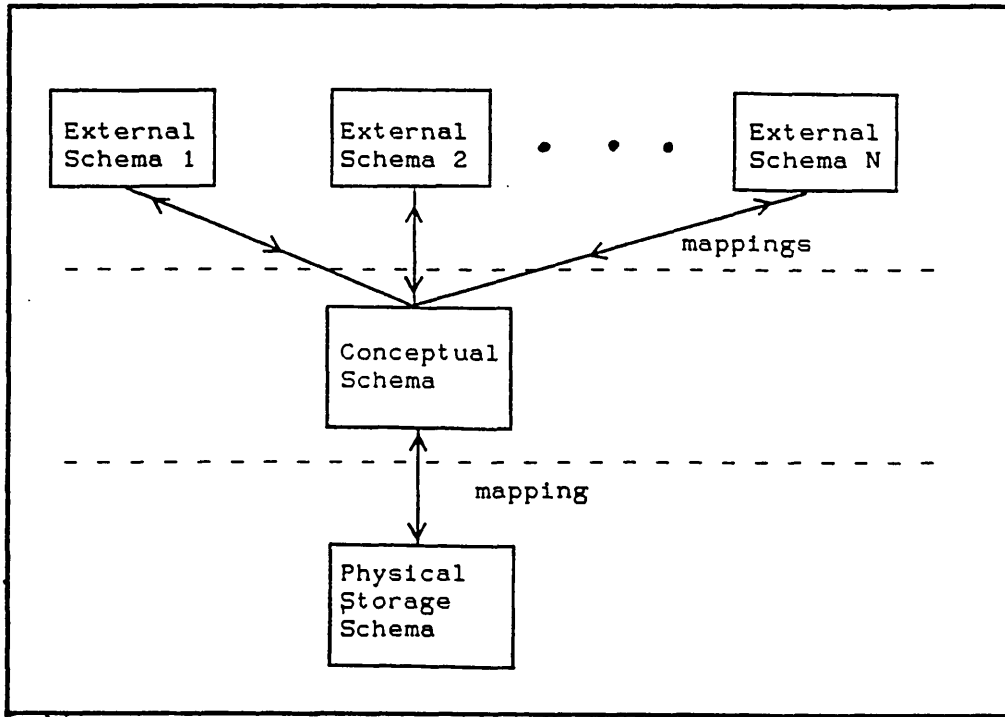 External
Schema 1
External
Schema 2
External
Schema N
mappings
Conceptual
Schema
mapping
Physical
Storage
Schema